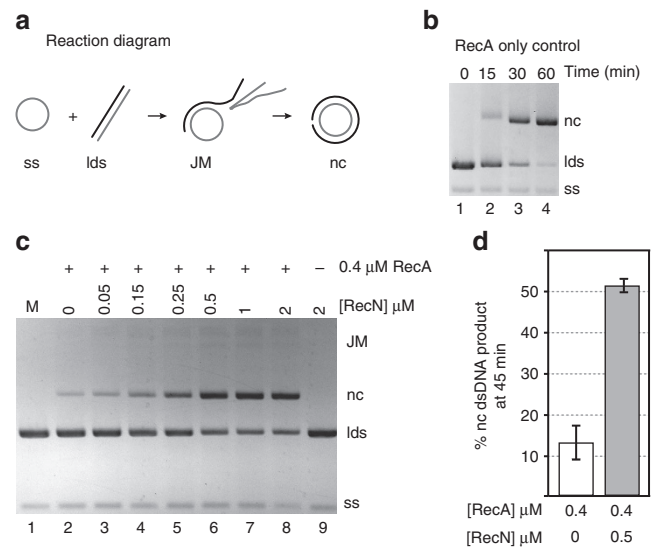 a
Reaction diagram
ss + lds JM nc
b
RecA only control
0 15 30 60 Time (min)
nc
lds
ss
1 2 3 4
c
+ + + + + + + – 0.4 µM RecA
M 0 0.05 0.15 0.25 0.5 1 2 2 [RecN] µM
JM
nc
lds
ss
1 2 3 4 5 6 7 8 9
d
% nc dsDNA product
at 45 min
50
40
30
20
10
[RecA] µM 0.4 0.4
[RecN] µM 0 0.5